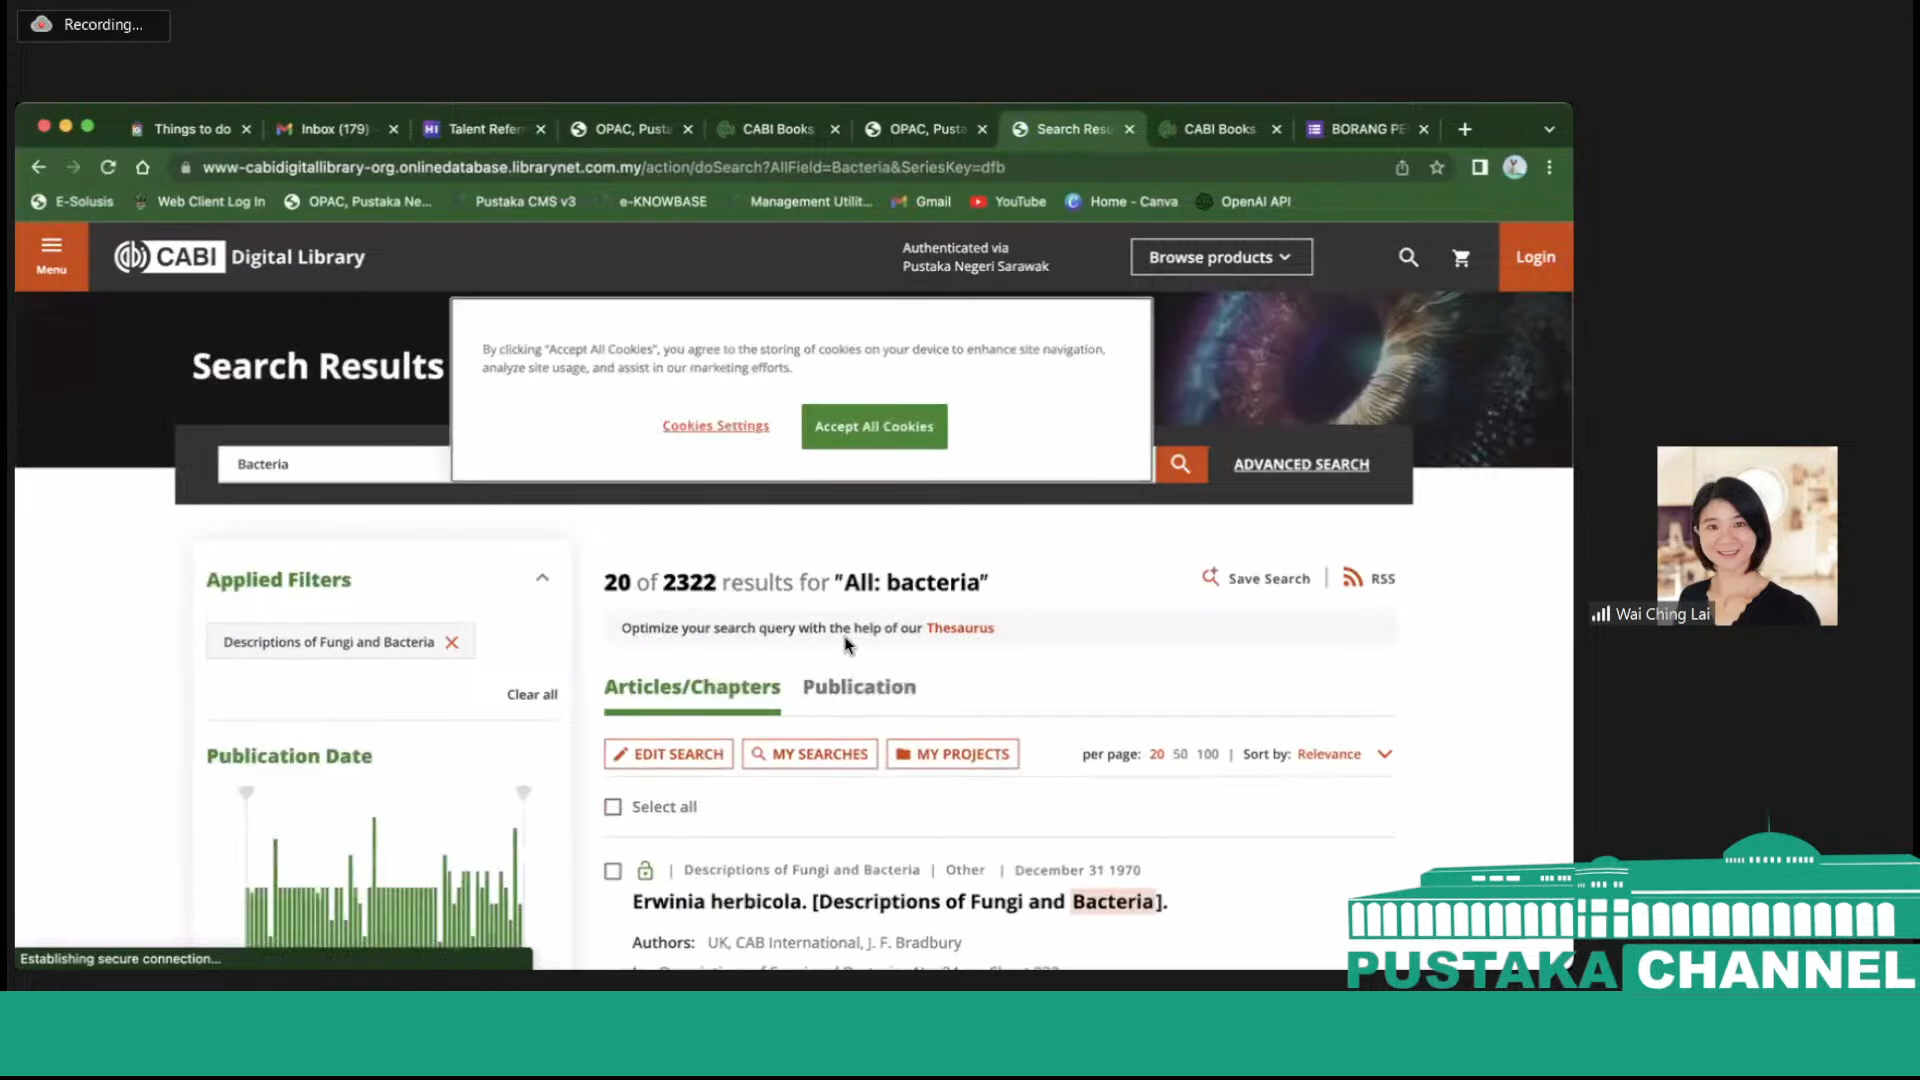 Recording...
Things to do
Inbox (179)
HI Talent Refer
OPAC, Pusta
CABI Books
OPAC, Pusta
Search Resu
CABI Books
BORANG PE
www-cabidigitallibrary-org.onlinedatabase.librarynet.com.my/action/doSearch?AllField=Bacteria&SeriesKey=dfb
E-Solusis
Web Client Log In
OPAC, Pustaka Ne...
Pustaka CMS v3
e-KNOWBASE
Management Utilit...
Gmail
YouTube
Home - Canva
OpenAI API
Menu
CABI Digital Library
Authenticated via
Pustaka Negeri Sarawak
Browse products
Login
By clicking "Accept All Cookies", you agree to the storing of cookies on your device to enhance site navigation,
analyze site usage, and assist in our marketing efforts.
Cookies Settings
Accept All Cookies
Search Results
Bacteria
ADVANCED SEARCH
Applied Filters
Descriptions of Fungi and Bacteria
Clear all
Publication Date
20 of 2322 results for "All: bacteria"
Save Search
RSS
Optimize your search query with the help of our Thesaurus
Articles/Chapters
Publication
EDIT SEARCH
MY SEARCHES
MY PROJECTS
per page: 20 50 100 | Sort by: Relevance
Select all
| Descriptions of Fungi and Bacteria | Other | December 31 1970
Erwinia herbicola. [Descriptions of Fungi and Bacteria].
Authors: UK, CAB International, J. F. Bradbury
Establishing secure connection...
Wai Ching Lai
PUSTAKA CHANNEL